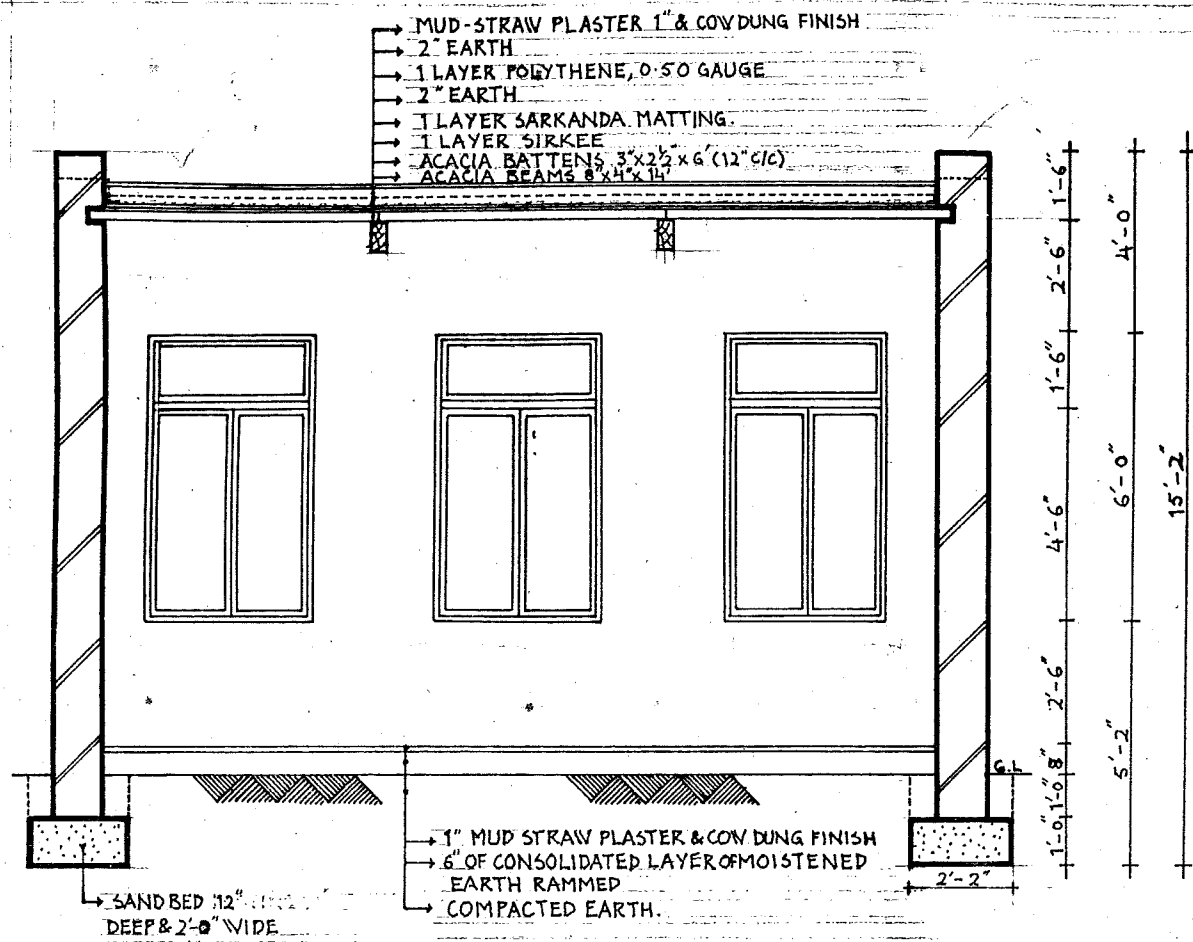 MUD-STRAW PLASTER 1" & COW DUNG FINISH
2" EARTH
1 LAYER POLYTHENE, 0.50 GAUGE
2" EARTH
1 LAYER SARKANDA MATTING.
1 LAYER SIRKEE
ACACIA BATTENS 3"x2½"x6' (12"C/C)
ACACIA BEAMS 8"x4"x14'
1'-6"
2'-6"
1'-6"
4'-6"
2'-6"
8"
1'-0"
1'-0"
4'-0"
6'-0"
5'-2"
15'-2"
G.L
2'-2"
1" MUD STRAW PLASTER & COW DUNG FINISH
6" OF CONSOLIDATED LAYER OF MOISTENED
EARTH RAMMED
COMPACTED EARTH.
SAND BED 12"
DEEP & 2'-0" WIDE